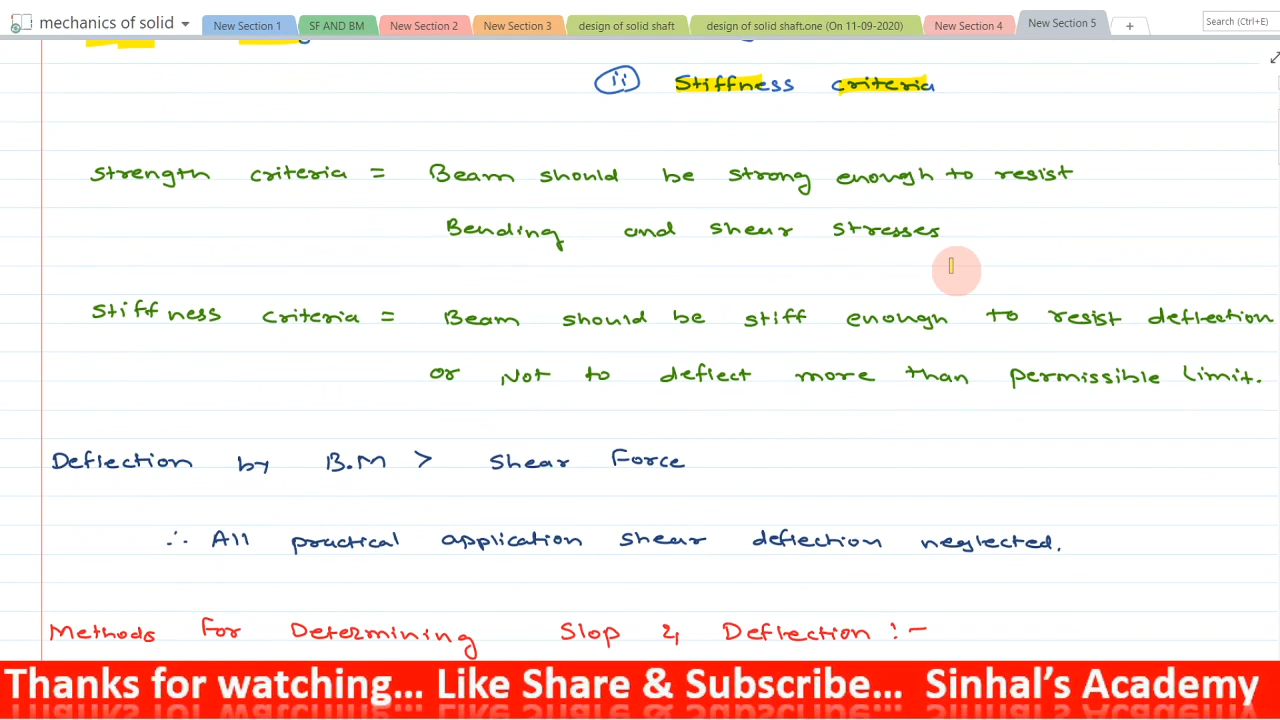 mechanics of solid
New Section 1
SF AND BM
New Section 2
New Section 3
design of solid shaft
design of solid shaft.one (On 11-09-2020)
New Section 4
New Section 5
+
Search (Ctrl+E)
ii Stiffness criteria
Strength criteria = Beam should be strong enough to resist
Bending and shear stresses
Stiffness criteria = Beam should be stiff enough to resist deflection
or Not to deflect more than permissible Limit.
Deflection by B.M > Shear Force
∴ All practical application shear deflection neglected.
Methods For Determining Slop & Deflection :-
Thanks for watching... Like Share & Subscribe... Sinhal's Academy